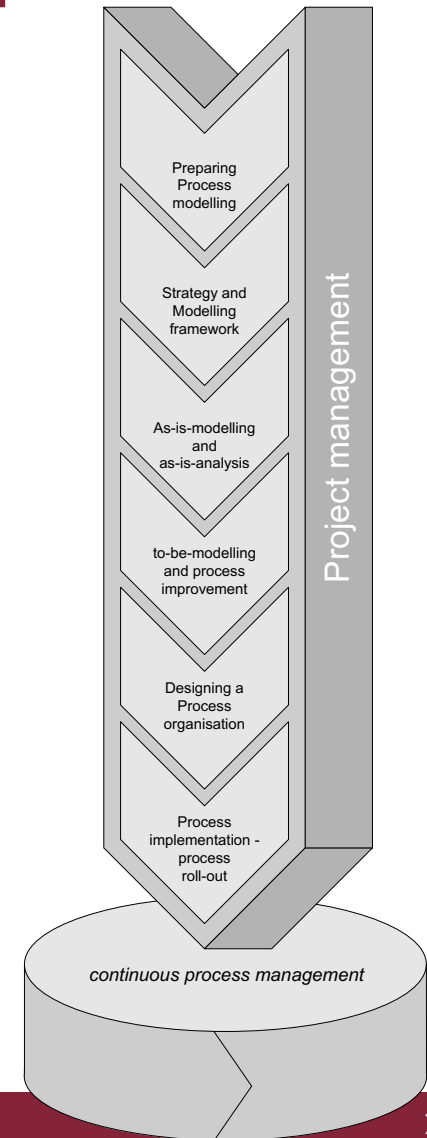 Preparing
Process
modelling
Strategy and
Modelling
framework
As-is-modelling
and
as-is-analysis
to-be-modelling
and process
improvement
Designing a
Process
organisation
Process
implementation -
process
roll-out
Project management
continuous process management